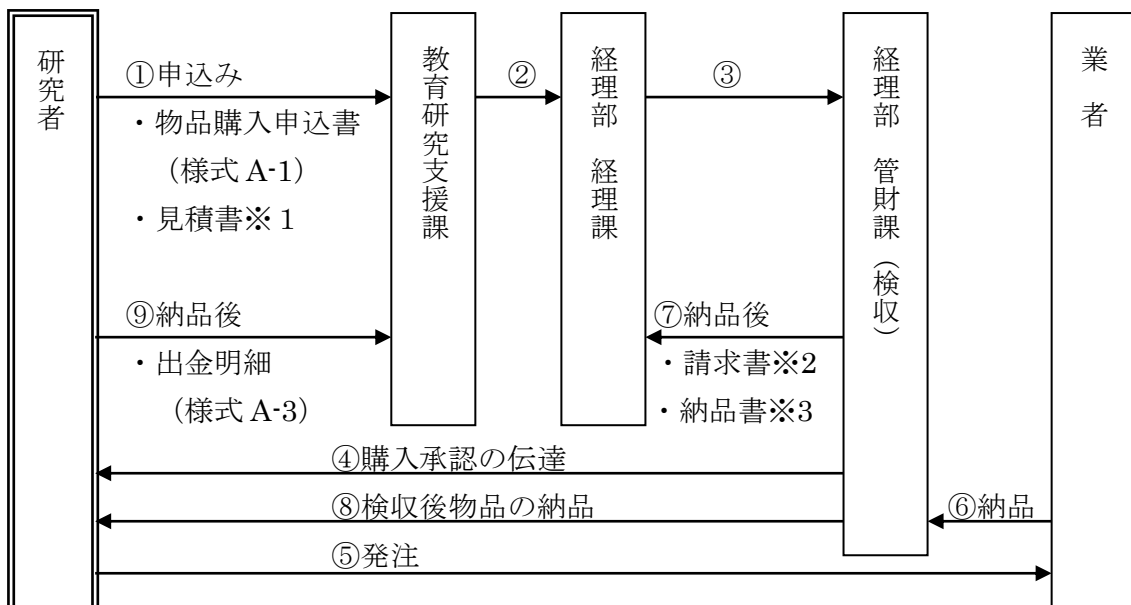 研究者
①申込み
・物品購入申込書
（様式 A-1）
・見積書※１
教育研究支援課
②
経理部　経理課
③
経理部　管財課（検収）
業　者
⑨納品後
・出金明細
（様式 A-3）
⑦納品後
・請求書※2
・納品書※3
④購入承認の伝達
⑧検収後物品の納品
⑥納品
⑤発注